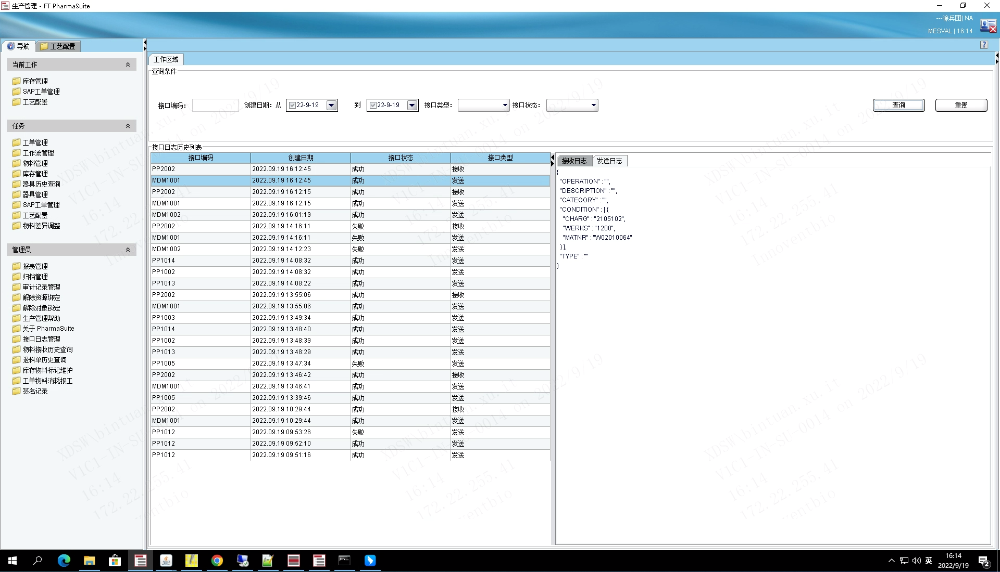 生产管理 - FT PharmaSuite
---徐兵团| NA
MESVAL | 16:14
导航
工艺配置
?
当前工作
库存管理
SAP工单管理
工艺配置
任务
工单管理
工作流管理
物料管理
库存管理
器具历史查询
器具管理
SAP工单管理
工艺配置
物料差异调整
管理员
报表管理
归档管理
审计记录管理
解除资源绑定
解除对象锁定
生产管理帮助
关于 PharmaSuite
接口日志管理
物料接收历史查询
退料单历史查询
库存物料标记维护
工单物料消耗报工
签名记录
工作区域
查询条件
接口编码: 创建日期: 从 22-9-19 到 22-9-19 接口类型: 接口状态: 查询 重置
接口日志历史列表
接口编码 创建日期 接口状态 接口类型
PP2002 2022.09.19 16:12:45 成功 接收
MDM1001 2022.09.19 16:12:45 成功 发送
PP2002 2022.09.19 16:12:15 成功 接收
MDM1001 2022.09.19 16:12:15 成功 发送
MDM1002 2022.09.19 16:01:19 成功 发送
PP2002 2022.09.19 14:16:11 失败 接收
MDM1001 2022.09.19 14:16:11 失败 发送
MDM1002 2022.09.19 14:12:23 失败 发送
PP1014 2022.09.19 14:08:32 成功 发送
PP1002 2022.09.19 14:08:32 成功 发送
PP1013 2022.09.19 14:08:22 成功 发送
PP2002 2022.09.19 13:55:06 成功 接收
MDM1001 2022.09.19 13:55:06 成功 发送
PP1003 2022.09.19 13:49:34 成功 发送
PP1014 2022.09.19 13:48:40 成功 发送
PP1002 2022.09.19 13:48:39 成功 发送
PP1013 2022.09.19 13:48:29 成功 发送
PP1005 2022.09.19 13:47:34 失败 发送
PP2002 2022.09.19 13:46:42 成功 接收
MDM1001 2022.09.19 13:46:41 成功 发送
PP1005 2022.09.19 13:39:46 成功 发送
PP2002 2022.09.19 10:29:44 成功 接收
MDM1001 2022.09.19 10:29:44 成功 发送
PP1012 2022.09.19 09:53:26 失败 发送
PP1012 2022.09.19 09:52:10 成功 发送
PP1012 2022.09.19 09:51:16 成功 发送
接收日志 发送日志
{
"OPERATION" : "",
"DESCRIPTION" : "",
"CATEGORY" : "",
"CONDITION" : [ {
"CHARG" : "2105102",
"WERKS" : "1200",
"MATNR" : "W02010064"
} ],
"TYPE" : ""
}
XDSW\bintuan.xu.it
V1C1-IN-SU-0014 on 2022/9/19
16:14
172.22.255.41
Innoventbio
英
16:14
2022/9/19
2